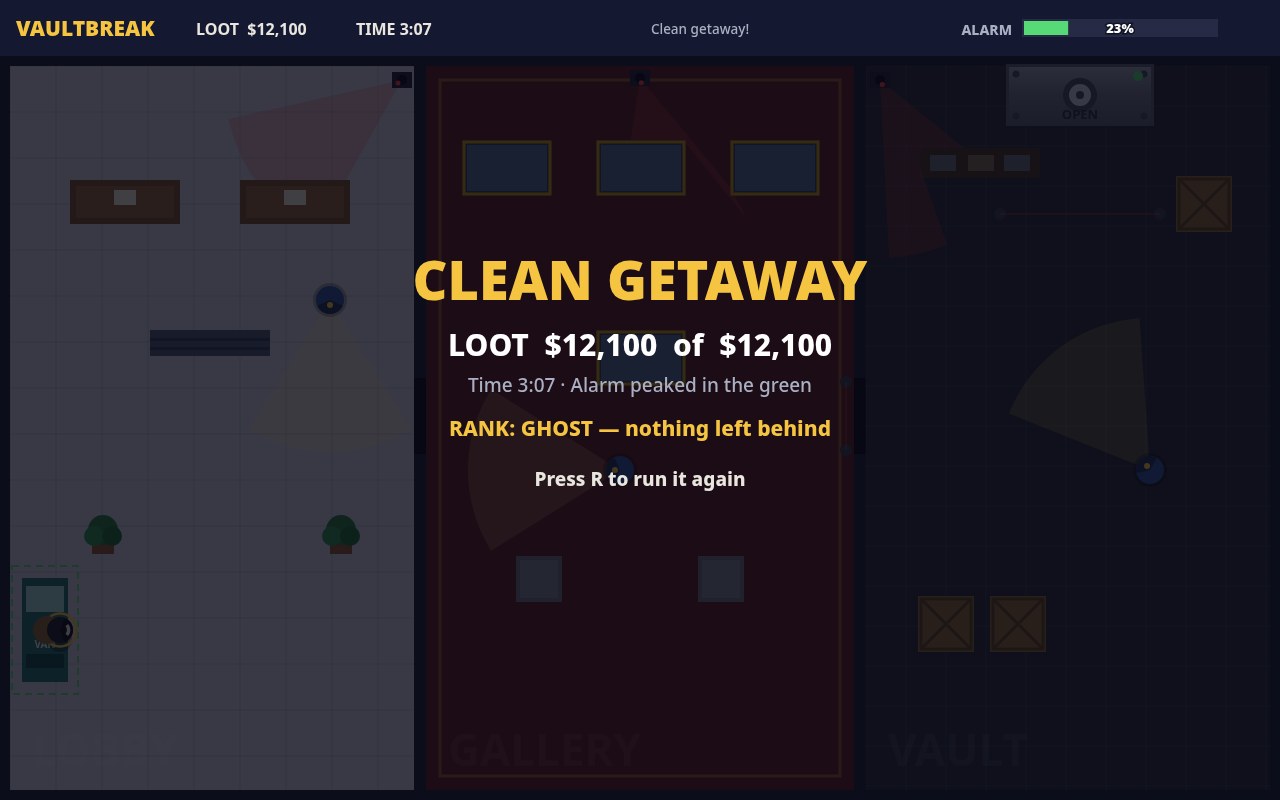 VAULTBREAK LOOT $12,100 TIME 3:07 Clean getaway! ALARM 23%
OPEN
CLEAN GETAWAY
LOOT $12,100 of $12,100
Time 3:07 · Alarm peaked in the green
RANK: GHOST — nothing left behind
Press R to run it again
LOBBY GALLERY VAULT